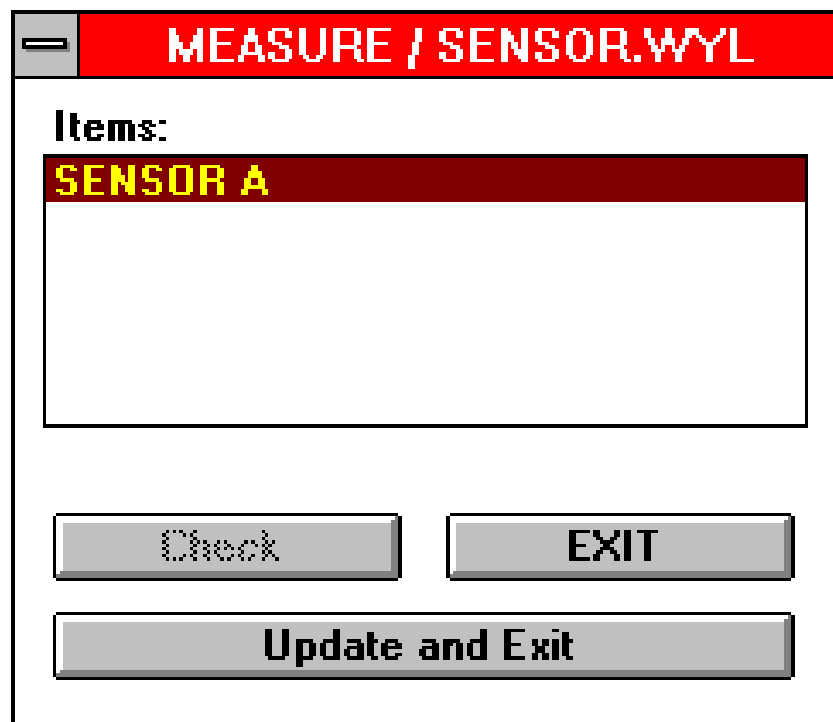 MEASURE / SENSOR.WYL
Items:
SENSOR A
Check
EXIT
Update and Exit